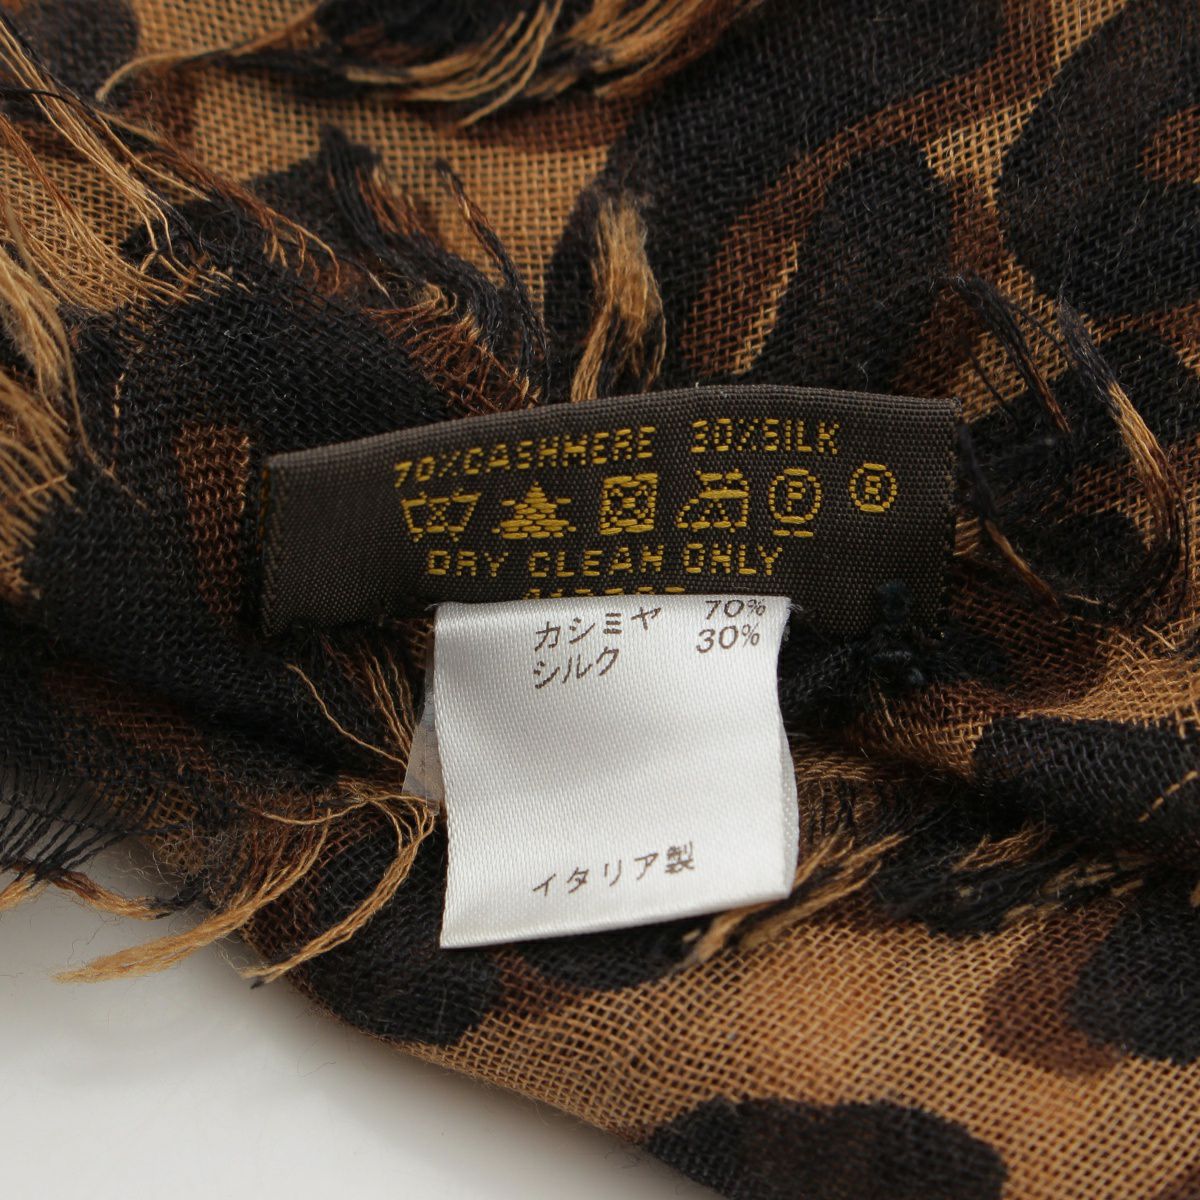 70%CASHMERE 30%SILK
P R
DRY CLEAN ONLY
カシミヤ 70%
シルク 30%
イタリア製